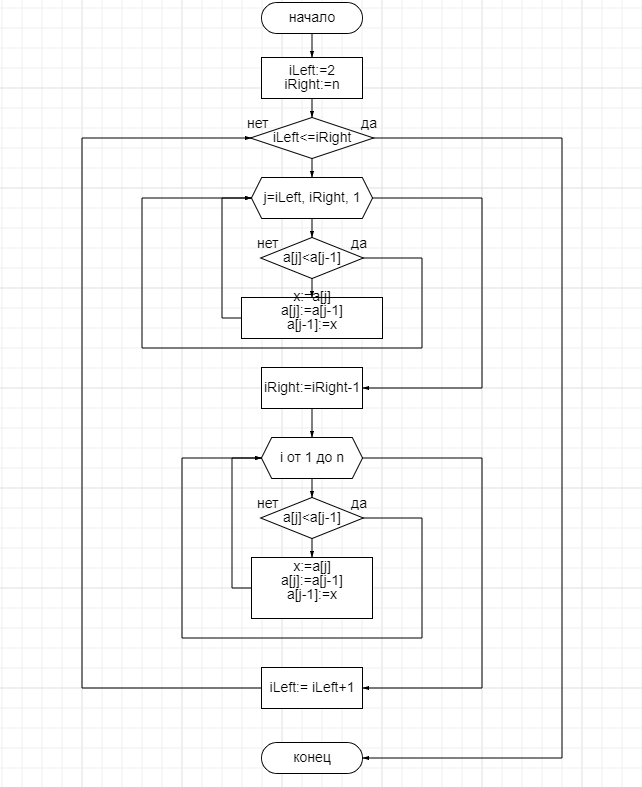 начало
iLeft:=2
iRight:=n
нет
да
iLeft<=iRight
j=iLeft, iRight, 1
нет
да
a[j]<a[j-1]
x:=a[j]
a[j]:=a[j-1]
a[j-1]:=x
iRight:=iRight-1
i от 1 до n
нет
да
a[j]<a[j-1]
x:=a[j]
a[j]:=a[j-1]
a[j-1]:=x
iLeft:= iLeft+1
конец